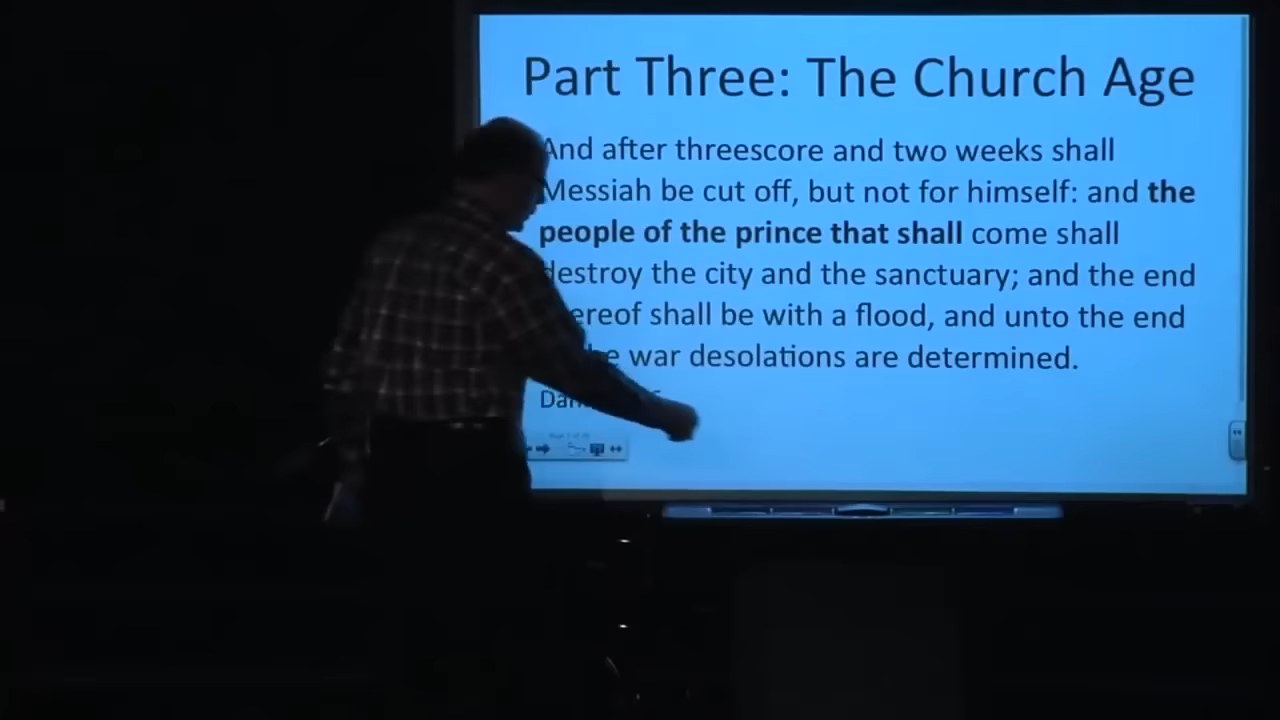 Part Three: The Church Age
And after threescore and two weeks shall
Messiah be cut off, but not for himself: and the
people of the prince that shall come shall
destroy the city and the sanctuary; and the end
thereof shall be with a flood, and unto the end
war desolations are determined.